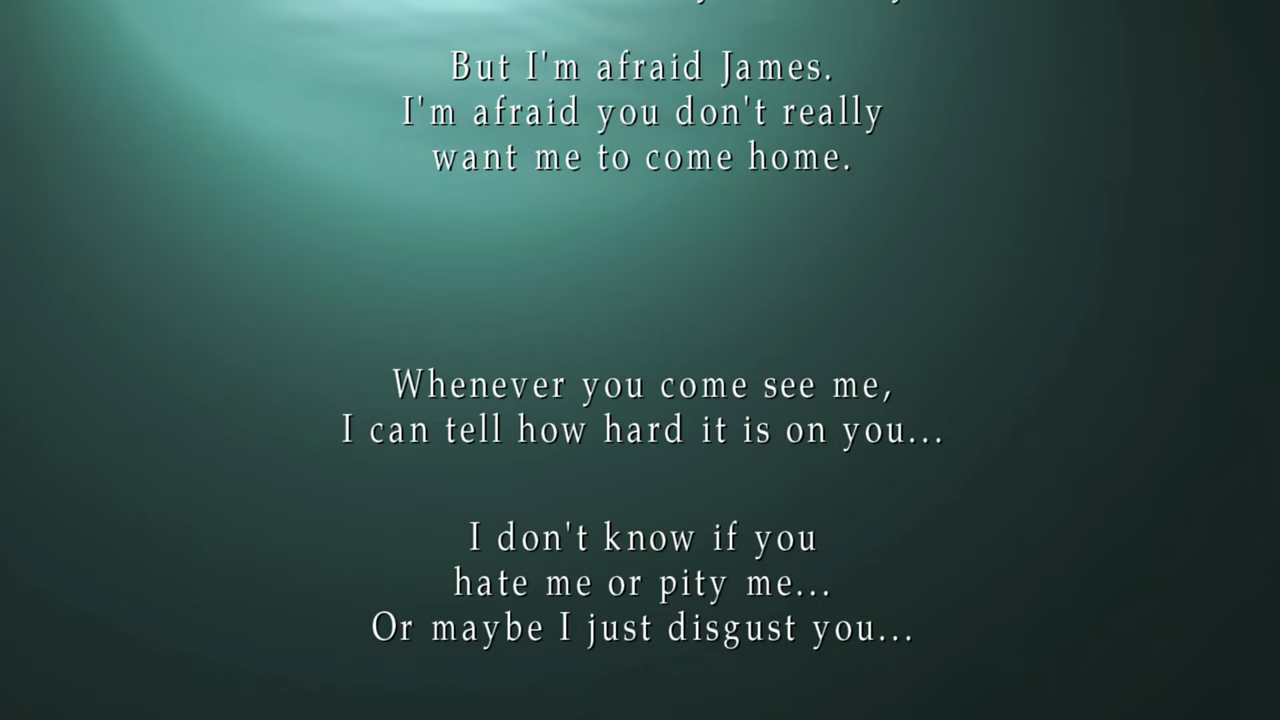 But I'm afraid James.
I'm afraid you don't really
want me to come home.
Whenever you come see me,
I can tell how hard it is on you...
I don't know if you
hate me or pity me...
Or maybe I just disgust you...